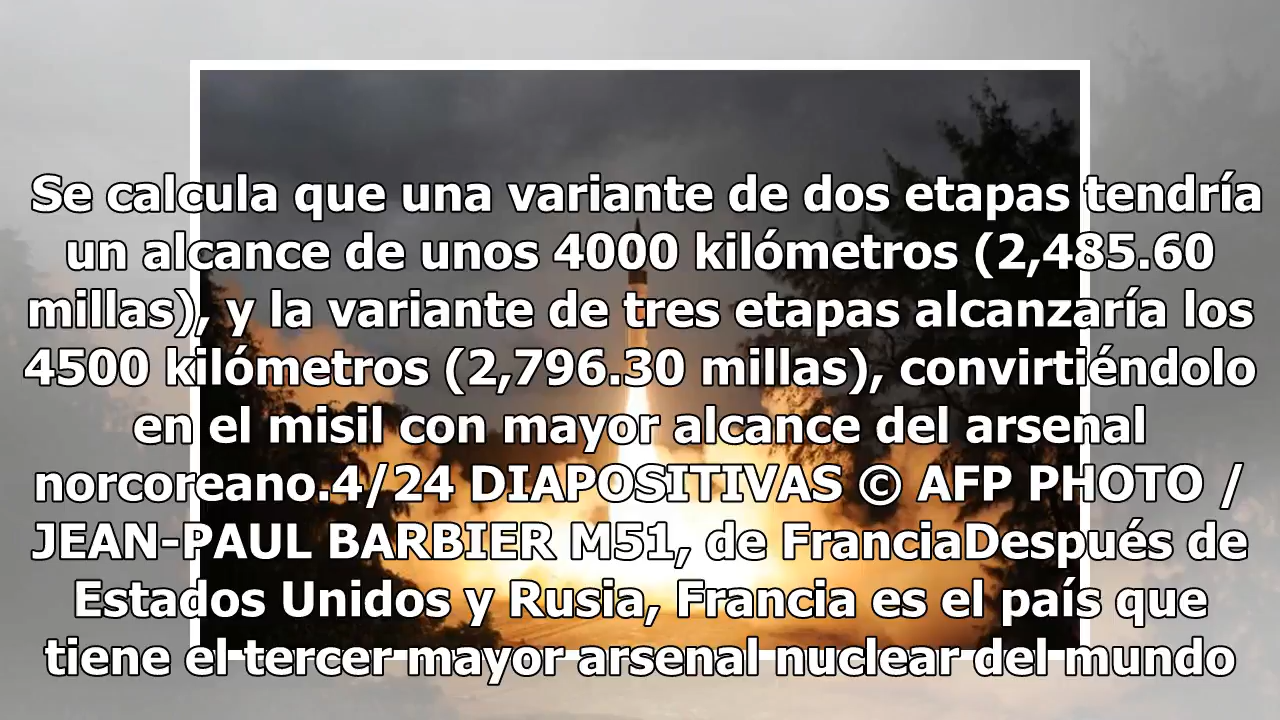 Se calcula que una variante de dos etapas tendría
un alcance de unos 4000 kilómetros (2,485.60
millas), y la variante de tres etapas alcanzaría los
4500 kilómetros (2,796.30 millas), convirtiéndolo
en el misil con mayor alcance del arsenal
norcoreano.4/24 DIAPOSITIVAS © AFP PHOTO /
JEAN-PAUL BARBIER M51, de FranciaDespués de
Estados Unidos y Rusia, Francia es el país que
tiene el tercer mayor arsenal nuclear del mundo